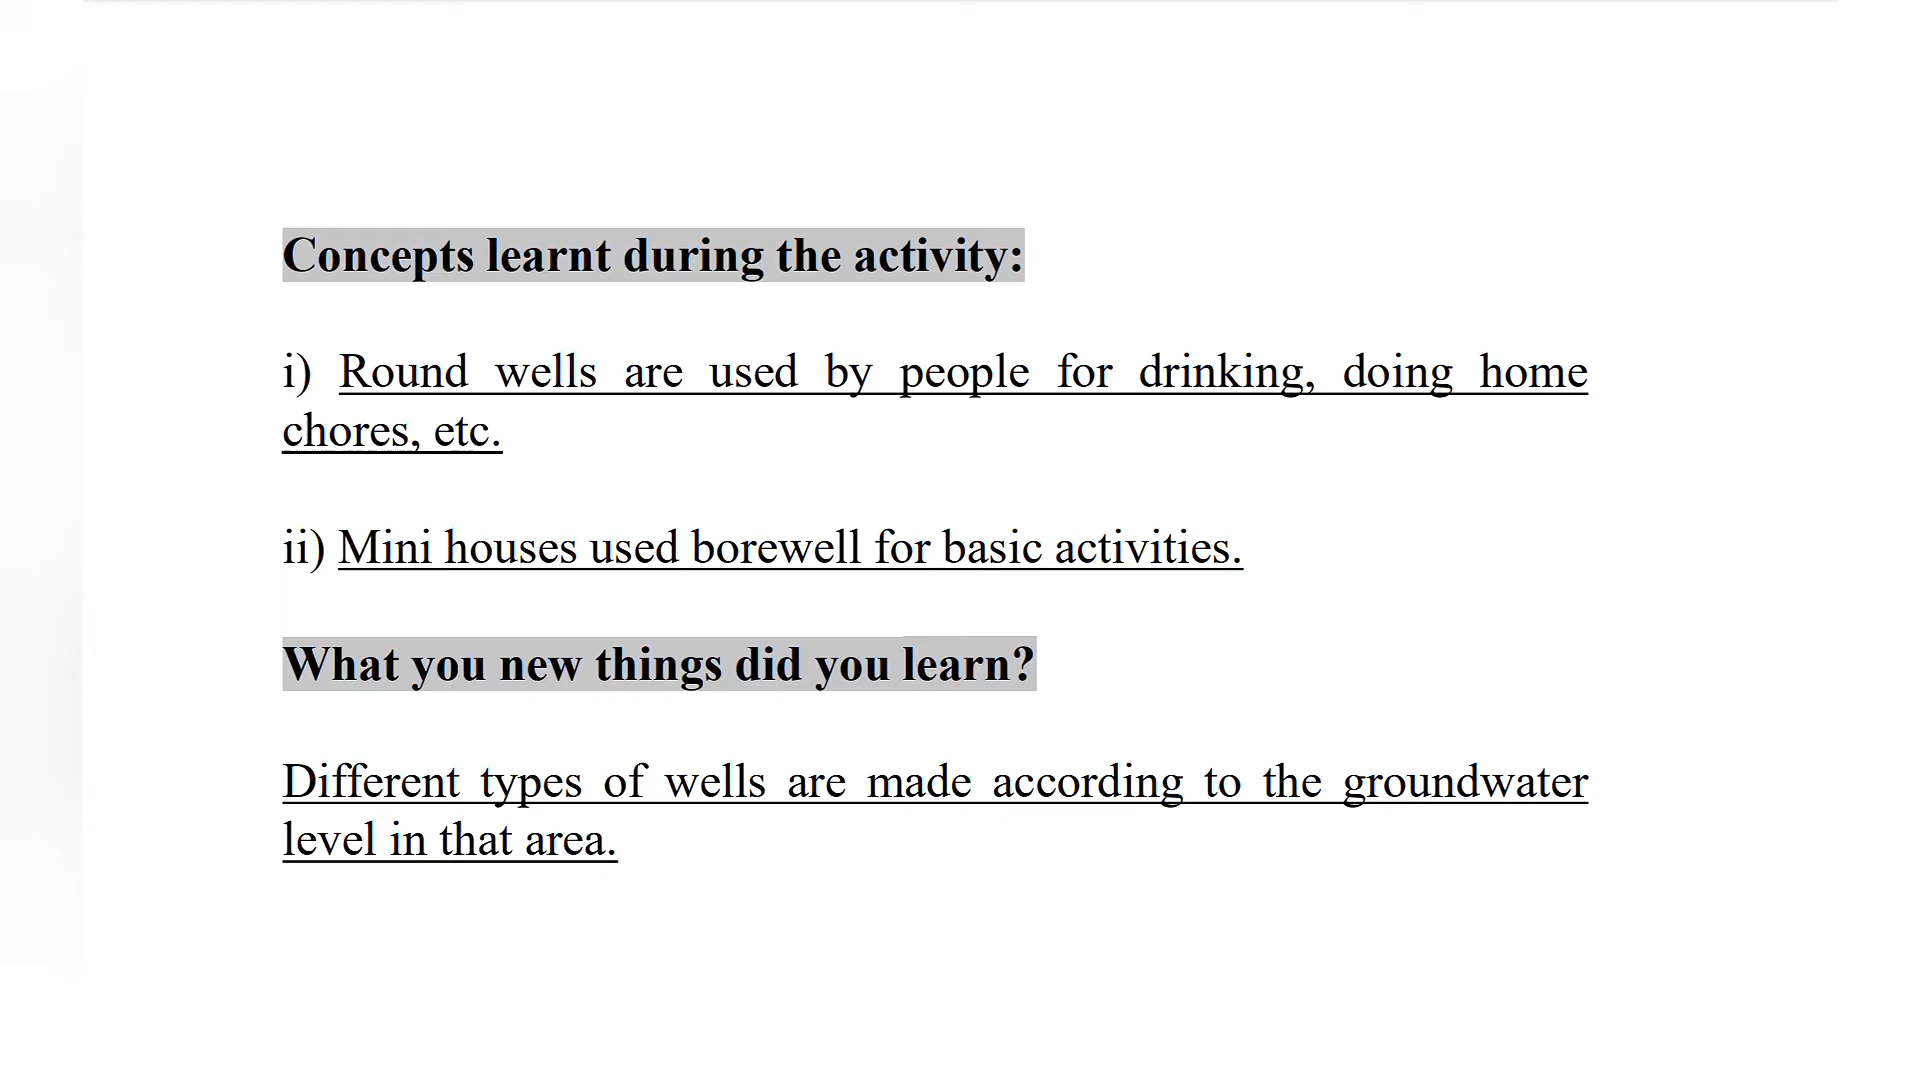 Concepts learnt during the activity:
i) Round wells are used by people for drinking, doing home
chores, etc.
ii) Mini houses used borewell for basic activities.
What you new things did you learn?
Different types of wells are made according to the groundwater
level in that area.